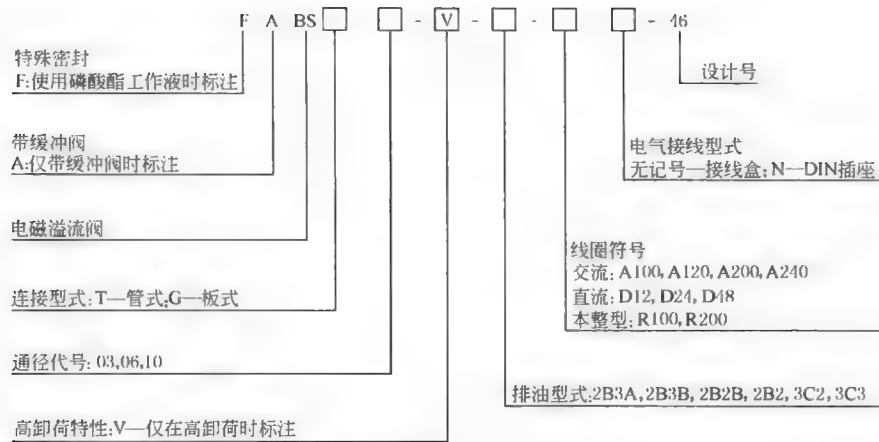 F A BS□ □ - V - □ - □ □ - 46
特殊密封
F:使用磷酸酯工作液时标注
设计号
带缓冲阀
A:仅带缓冲阀时标注
电气接线型式
无记号—接线盒;N—DIN插座
电磁溢流阀
线圈符号
交流: A100, A120, A200, A240
直流: D12, D24, D48
本整型: R100, R200
连接型式:T—管式;G—板式
通径代号: 03,06,10
排油型式:2B3A, 2B3B, 2B2B, 2B2, 3C2, 3C3
高卸荷特性:V—仅在高卸荷时标注